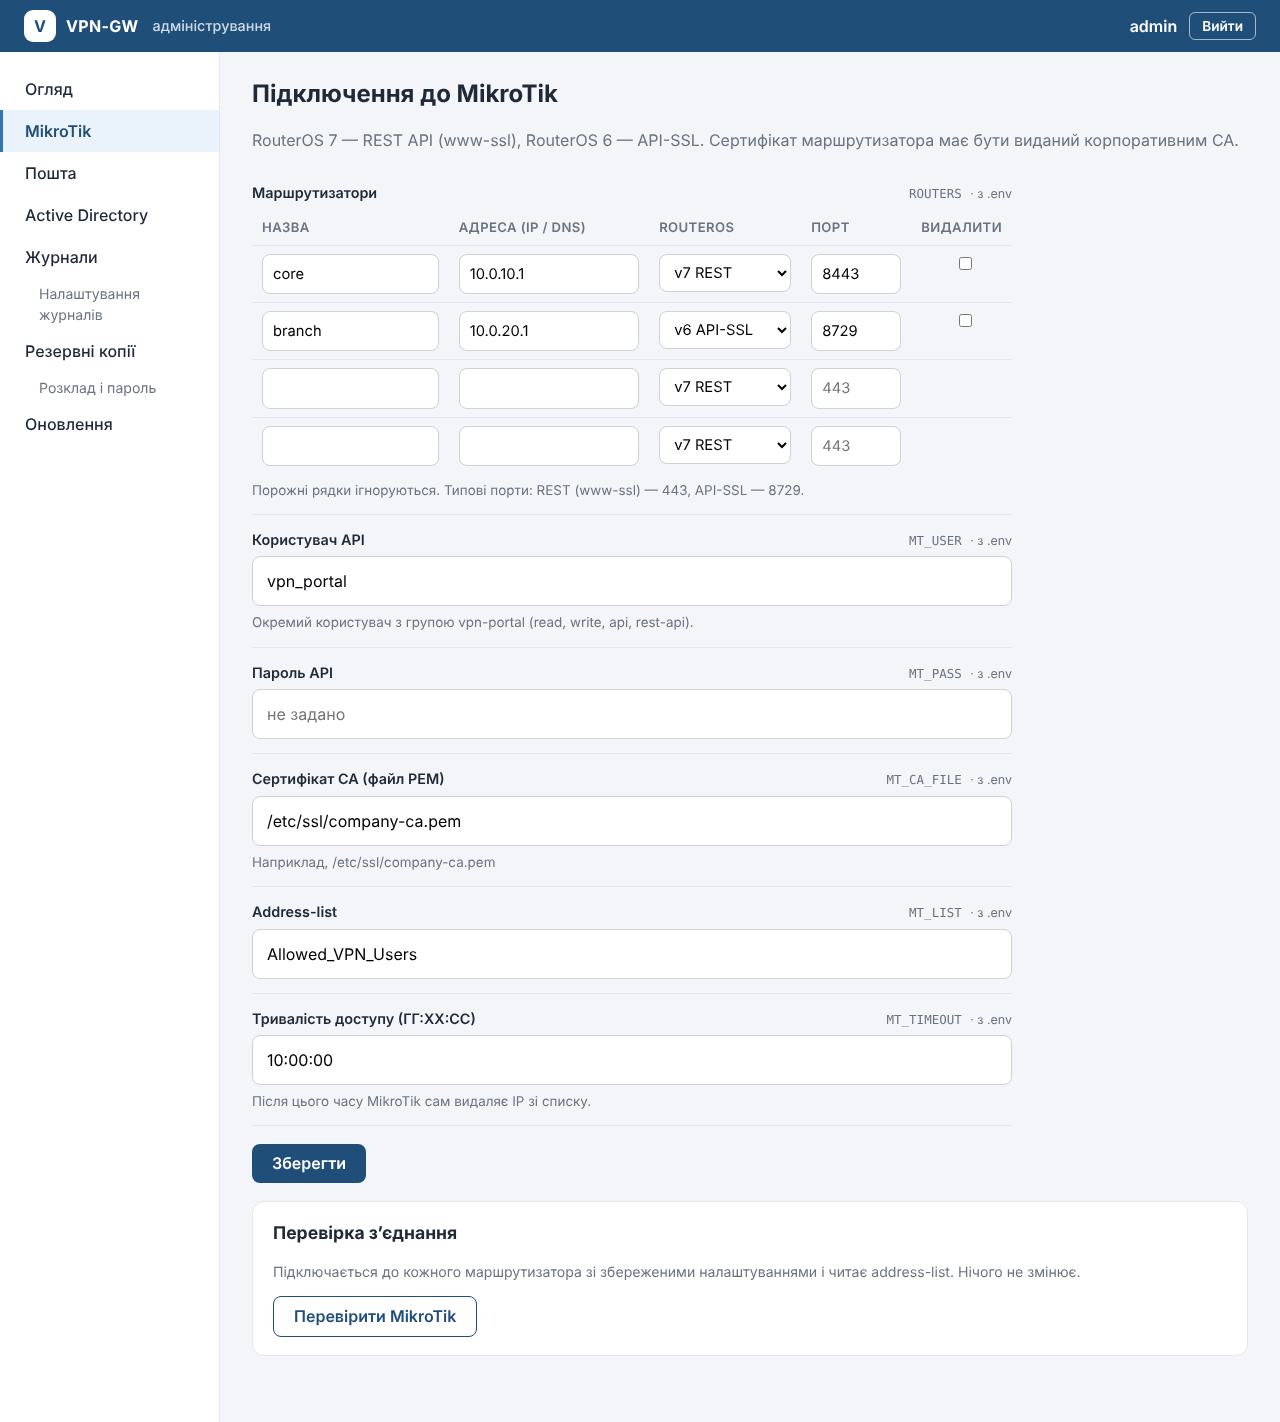 V VPN-GW адміністрування admin Вийти
Огляд
MikroTik
Пошта
Active Directory
Журнали
Налаштування
журналів
Резервні копії
Розклад і пароль
Оновлення
Підключення до MikroTik
RouterOS 7 — REST API (www-ssl), RouterOS 6 — API-SSL. Сертифікат маршрутизатора має бути виданий корпоративним CA.
Маршрутизатори ROUTERS · з .env
НАЗВА АДРЕСА (IP / DNS) ROUTEROS ПОРТ ВИДАЛИТИ
core 10.0.10.1 v7 REST 8443
branch 10.0.20.1 v6 API-SSL 8729
v7 REST 443
v7 REST 443
Порожні рядки ігноруються. Типові порти: REST (www-ssl) — 443, API-SSL — 8729.
Користувач API MT_USER · з .env
vpn_portal
Окремий користувач з групою vpn-portal (read, write, api, rest-api).
Пароль API MT_PASS · з .env
не задано
Сертифікат CA (файл PEM) MT_CA_FILE · з .env
/etc/ssl/company-ca.pem
Наприклад, /etc/ssl/company-ca.pem
Address-list MT_LIST · з .env
Allowed_VPN_Users
Тривалість доступу (ГГ:ХХ:СС) MT_TIMEOUT · з .env
10:00:00
Після цього часу MikroTik сам видаляє IP зі списку.
Зберегти
Перевірка з’єднання
Підключається до кожного маршрутизатора зі збереженими налаштуваннями і читає address-list. Нічого не змінює.
Перевірити MikroTik